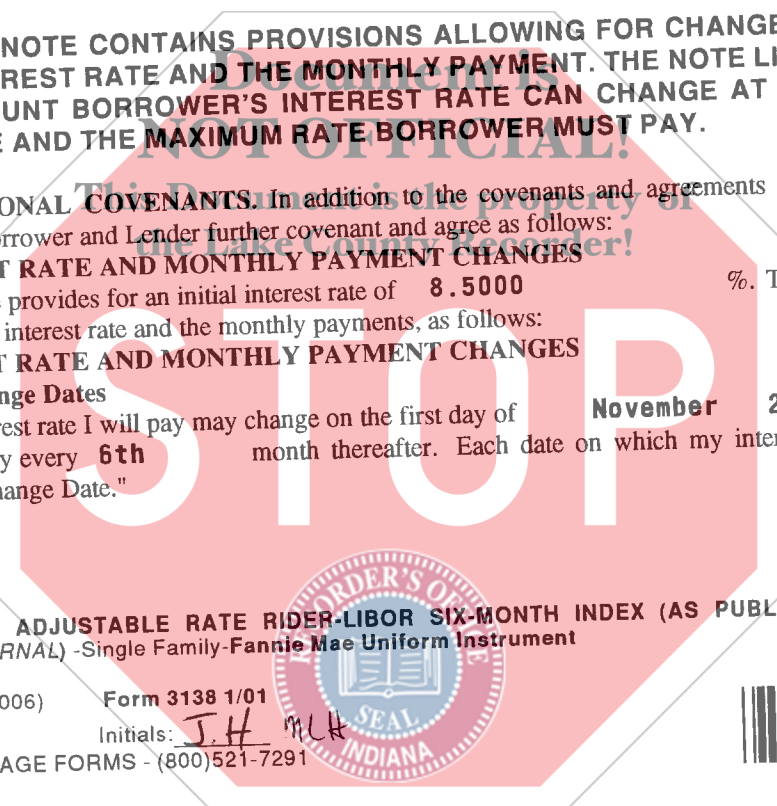 NOTE CONTAINS PROVISIONS ALLOWING FOR CHANGE
REST RATE AND THE MONTHLY PAYMENT. THE NOTE LI
UNT BORROWER'S INTEREST RATE CAN CHANGE AT
E AND THE MAXIMUM RATE BORROWER MUST PAY.
Document is
NOT OFFICIAL!
This Document is the property of
the Lake County Recorder!
ONAL COVENANTS. In addition to the covenants and agreements
rrower and Lender further covenant and agree as follows:
T RATE AND MONTHLY PAYMENT CHANGES
provides for an initial interest rate of 8.5000 %. T
interest rate and the monthly payments, as follows:
T RATE AND MONTHLY PAYMENT CHANGES
nge Dates
rest rate I will pay may change on the first day of November 2
y every 6th month thereafter. Each date on which my inter
hange Date."
STOP
ADJUSTABLE RATE RIDER-LIBOR SIX-MONTH INDEX (AS PUBL
RNAL) -Single Family-Fannie Mae Uniform Instrument
006) Form 3138 1/01
Initials: J.H MLH
AGE FORMS - (800)521-7291
RECORDER'S OFFICE
SEAL
INDIANA